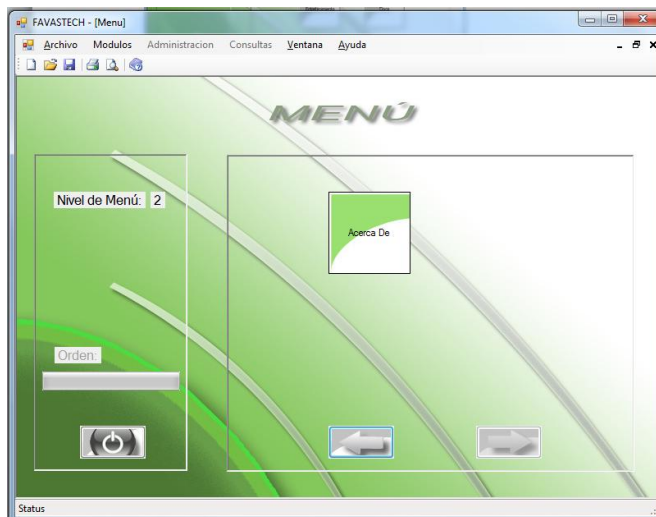 FAVASTECH - [Menu]
Archivo Modulos Administracion Consultas Ventana Ayuda
MENÚ
Nivel de Menú: 2
Acerca De
Orden:
Status